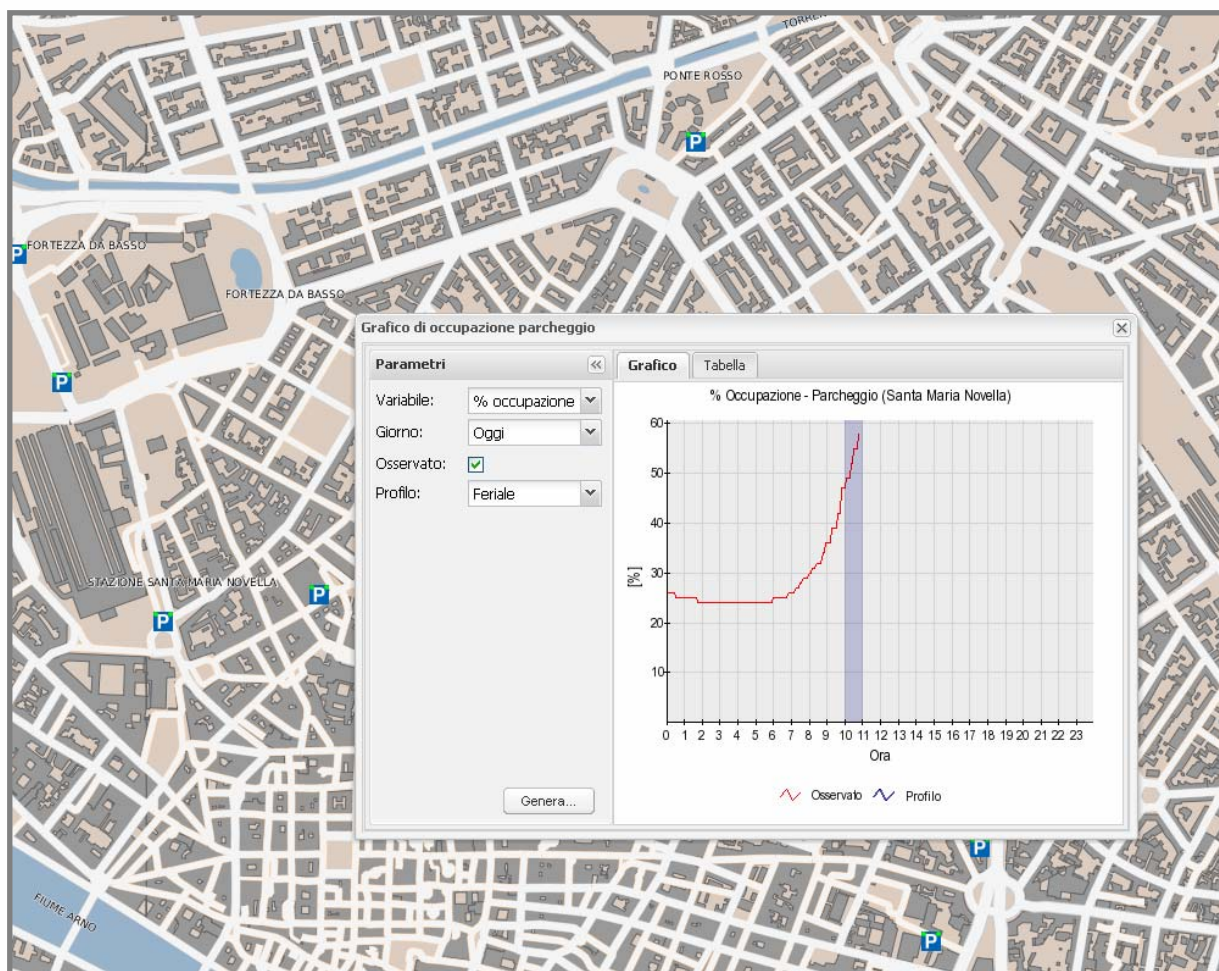 TORRE
PONTE ROSSO
P
P
FORTEZZA DA BASSO
FORTEZZA DA BASSO
P
STAZIONE SANTA MARIA NOVELLA
P
P
Grafico di occupazione parcheggio
Parametri
Variabile: % occupazione
Giorno: Oggi
Osservato:
Profilo: Feriale
Genera...
Grafico Tabella
% Occupazione - Parcheggio (Santa Maria Novella)
60
50
40
30
20
10
[%]
0 1 2 3 4 5 6 7 8 9 10 11 12 13 14 15 16 17 18 19 20 21 22 23
Ora
Osservato Profilo
P
P
FIUME ARNO